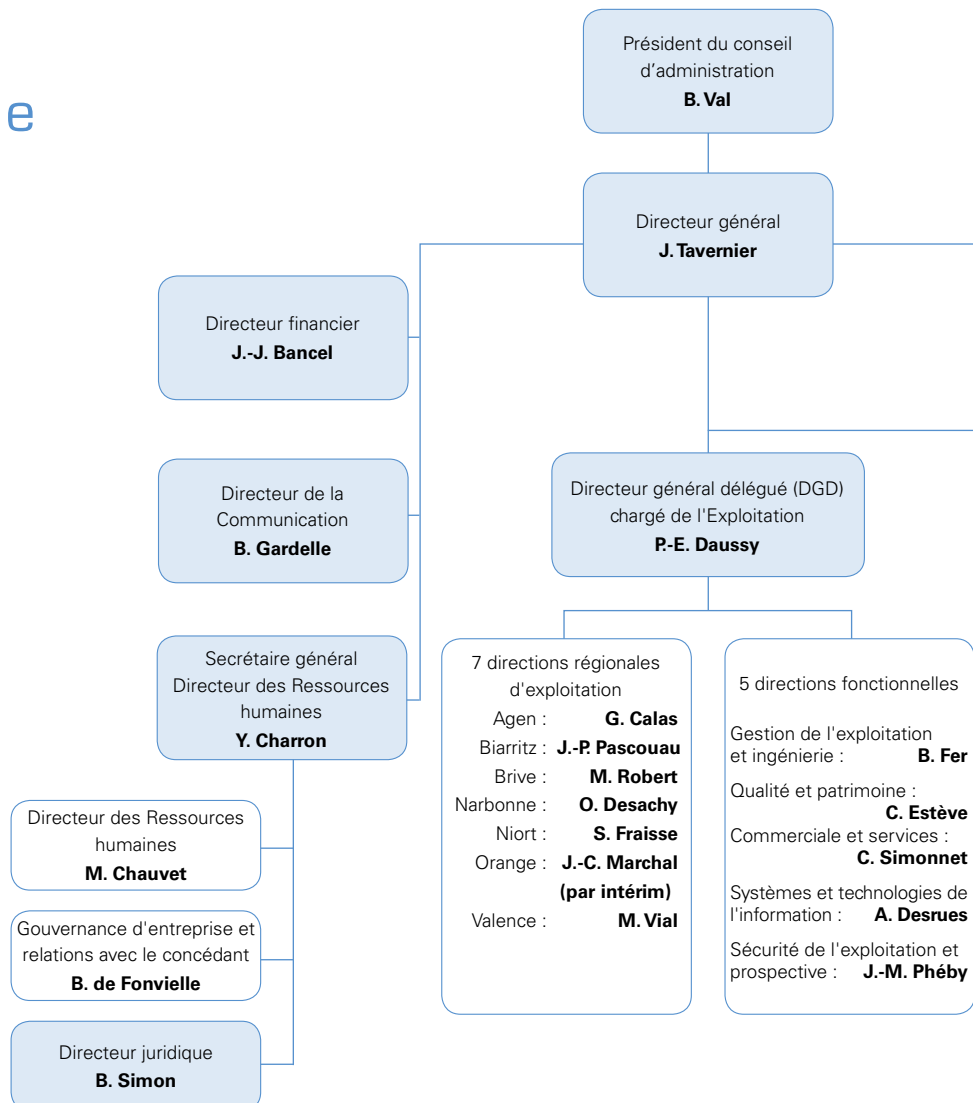 e
Président du conseil
d'administration
B. Val
Directeur général
J. Tavernier
Directeur financier
J.-J. Bancel
Directeur de la
Communication
B. Gardelle
Secrétaire général
Directeur des Ressources
humaines
Y. Charron
Directeur des Ressources
humaines
M. Chauvet
Gouvernance d'entreprise et
relations avec le concédant
B. de Fonvielle
Directeur juridique
B. Simon
Directeur général délégué (DGD)
chargé de l'Exploitation
P.-E. Daussy
7 directions régionales
d'exploitation
Agen : G. Calas
Biarritz : J.-P. Pascouau
Brive : M. Robert
Narbonne : O. Desachy
Niort : S. Fraisse
Orange : J.-C. Marchal
(par intérim)
Valence : M. Vial
5 directions fonctionnelles
Gestion de l'exploitation
et ingénierie : B. Fer
Qualité et patrimoine :
C. Estève
Commerciale et services :
C. Simonnet
Systèmes et technologies de
l'information : A. Desrues
Sécurité de l'exploitation et
prospective : J.-M. Phéby